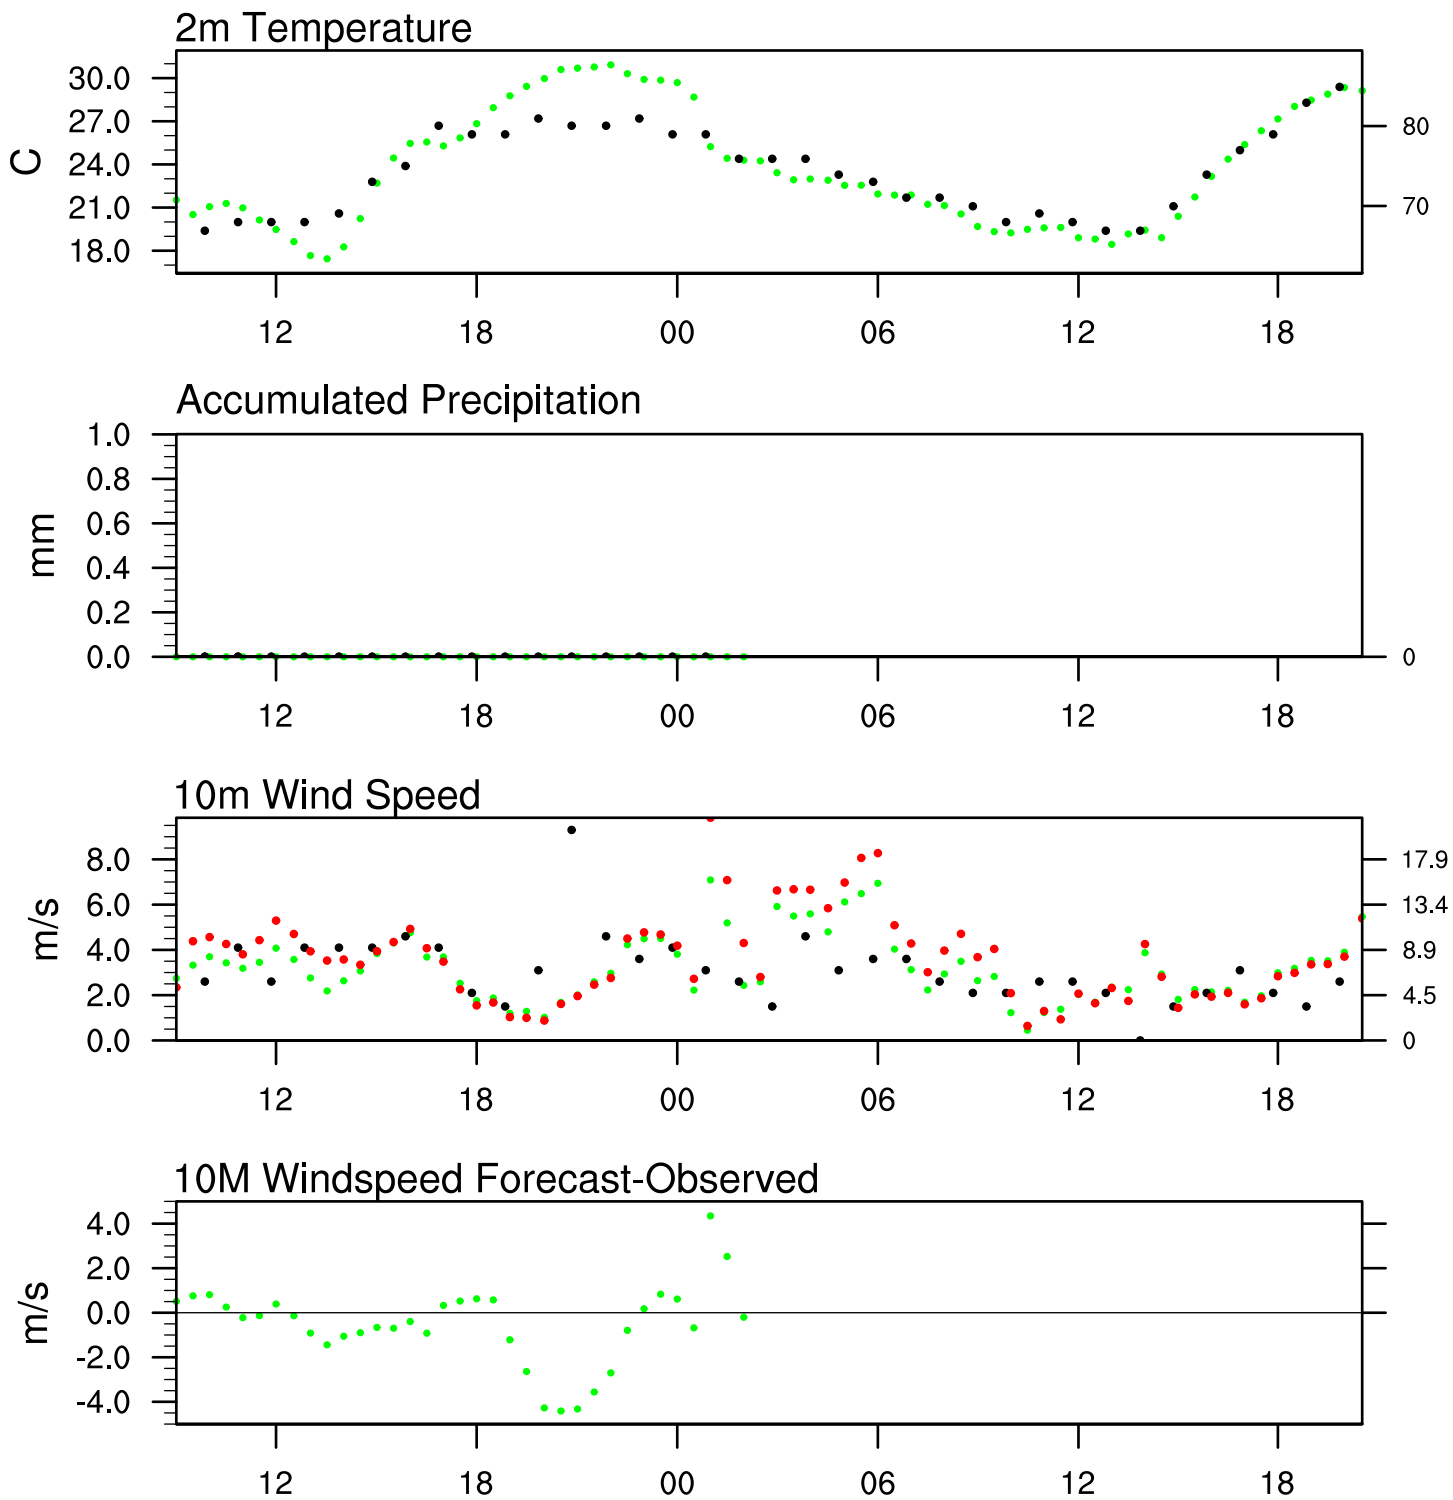 2m Temperature
30.0
27.0
24.0
21.0
18.0
C
80
70
12 18 00 06 12 18
Accumulated Precipitation
1.0
0.8
0.6
0.4
0.2
0.0
mm
0
12 18 00 06 12 18
10m Wind Speed
8.0
6.0
4.0
2.0
0.0
m/s
17.9
13.4
8.9
4.5
0
12 18 00 06 12 18
10M Windspeed Forecast-Observed
4.0
2.0
0.0
-2.0
-4.0
m/s
12 18 00 06 12 18